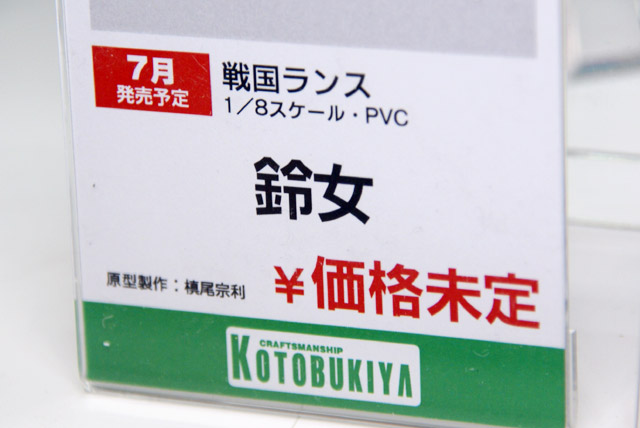 7月
発売予定
戦国ランス
1/8スケール・PVC
鈴女
¥価格未定
原型製作：槙尾宗利
CRAFTSMANSHIP
KOTOBUKIYA